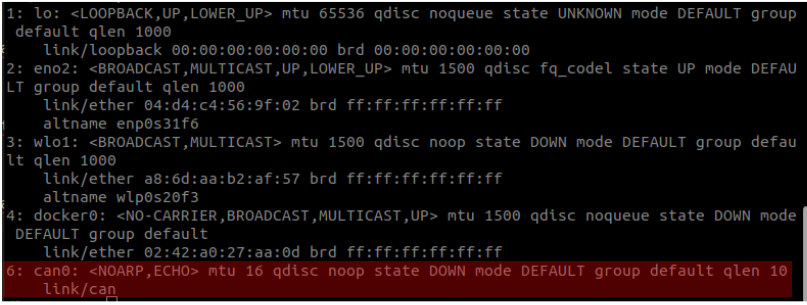 1: lo: <LOOPBACK,UP,LOWER_UP> mtu 65536 qdisc noqueue state UNKNOWN mode DEFAULT group
 default qlen 1000
    link/loopback 00:00:00:00:00:00 brd 00:00:00:00:00:00
2: eno2: <BROADCAST,MULTICAST,UP,LOWER_UP> mtu 1500 qdisc fq_codel state UP mode DEFAU
LT group default qlen 1000
    link/ether 04:d4:c4:56:9f:02 brd ff:ff:ff:ff:ff:ff
    altname enp0s31f6
3: wlo1: <BROADCAST,MULTICAST> mtu 1500 qdisc noop state DOWN mode DEFAULT group defau
lt qlen 1000
    link/ether a8:6d:aa:b2:af:57 brd ff:ff:ff:ff:ff:ff
    altname wlp0s20f3
4: docker0: <NO-CARRIER,BROADCAST,MULTICAST,UP> mtu 1500 qdisc noqueue state DOWN mode
 DEFAULT group default
    link/ether 02:42:a0:27:aa:0d brd ff:ff:ff:ff:ff:ff
6: can0: <NOARP,ECHO> mtu 16 qdisc noop state DOWN mode DEFAULT group default qlen 10
    link/can